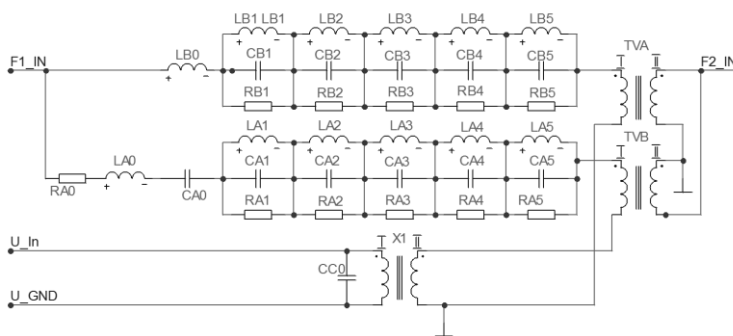 LB1 LB1 LB2 LB3 LB4 LB5
F1_IN LB0 CB1 CB2 CB3 CB4 CB5 TVA F2_IN
RB1 RB2 RB3 RB4 RB5
LA1 LA2 LA3 LA4 LA5 TVB
LA0 CA1 CA2 CA3 CA4 CA5
RA0 CA0 RA1 RA2 RA3 RA4 RA5
U_In X1
CC0
U_GND